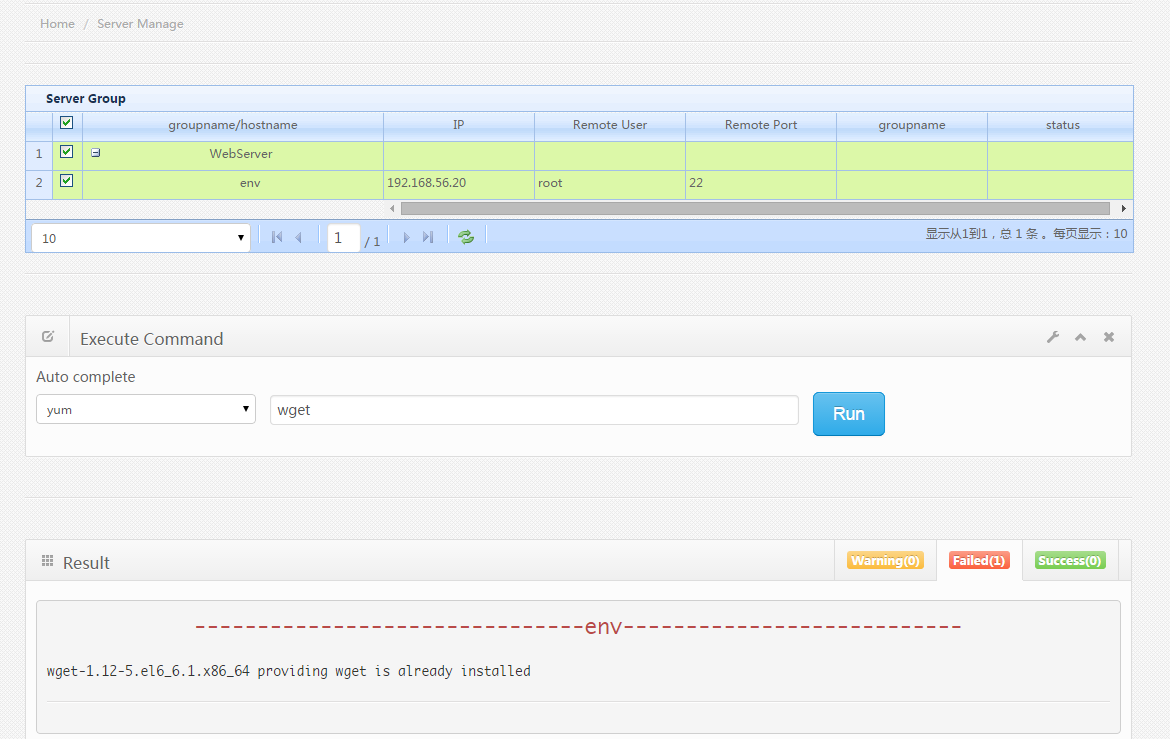 Home / Server Manage
Server Group
groupname/hostname IP Remote User Remote Port groupname status
1 WebServer
2 env 192.168.56.20 root 22
10 1 / 1 显示从1到1，总 1 条 。每页显示：10
Execute Command
Auto complete
yum wget Run
Result Warning(0) Failed(1) Success(0)
-------------------------------env---------------------------
wget-1.12-5.el6_6.1.x86_64 providing wget is already installed